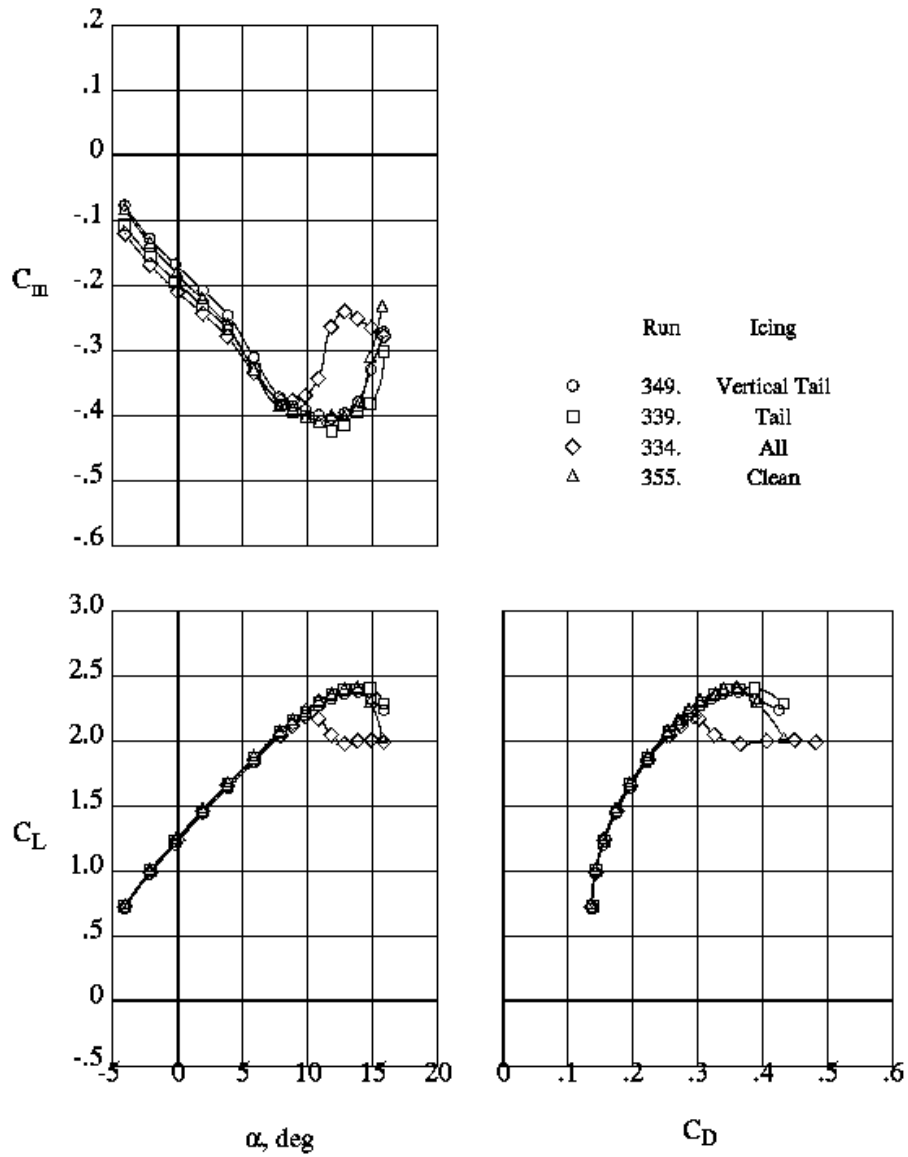 .2
.1
0
-.1
-.2
-.3
-.4
-.5
-.6
Cm
Run Icing
349. Vertical Tail
339. Tail
334. All
355. Clean
3.0
2.5
2.0
1.5
1.0
.5
0
-.5
CL
-5 0 5 10 15 20
α, deg
0 .1 .2 .3 .4 .5 .6
CD